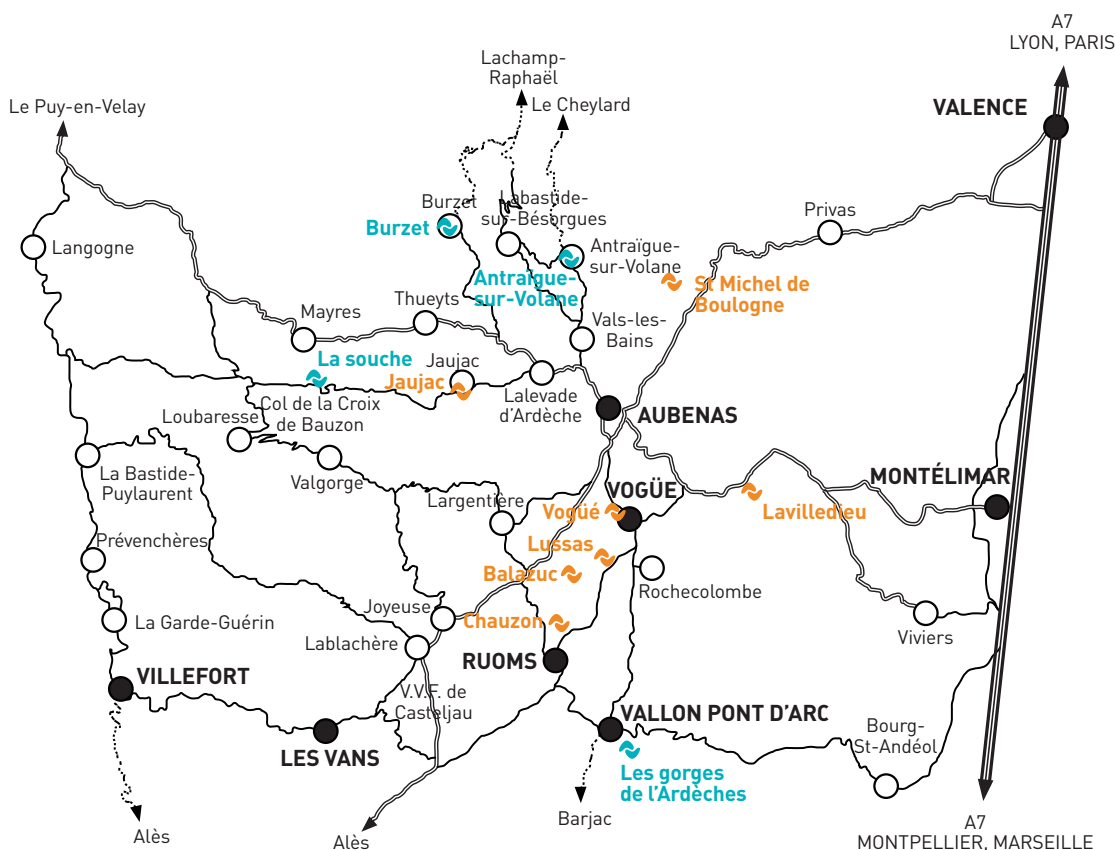 A7
LYON, PARIS
Lachamp-
Raphaël
Le Cheylard
Le Puy-en-Velay
VALENCE
Burzet
Burzet
Labastide-
sur-Bésorgues
Privas
Langogne
Antraïgue-
sur-Volane
Antraïgue-
sur-Volane
St Michel de
Boulogne
Thueyts
Mayres
Vals-les-
Bains
La souche
Jaujac
Jaujac
Lalevade
d'Ardèche
Col de la Croix
de Bauzon
Loubaresse
AUBENAS
La Bastide-
Puylaurent
Valgorge
Largentière
VOGÜE
MONTÉLIMAR
Vogüé
Lavilledieu
Prévenchères
Lussas
Balazuc
Rochecolombe
Joyeuse
La Garde-Guérin
Chauzon
Viviers
Lablachère
RUOMS
VILLEFORT
V.V.F. de
Casteljau
VALLON PONT D'ARC
Bourg-
St-Andéol
LES VANS
Les gorges
de l'Ardèches
Alès
Alès
Barjac
A7
MONTPELLIER, MARSEILLE